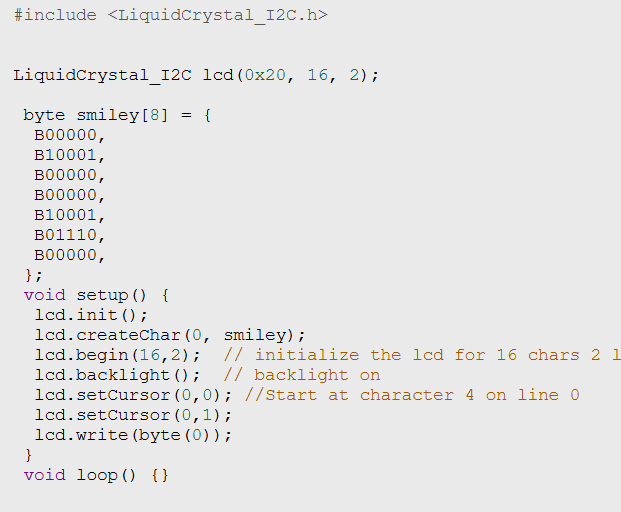 #include <LiquidCrystal_I2C.h>
LiquidCrystal_I2C lcd(0x20, 16, 2);
byte smiley[8] = {
B00000,
B10001,
B00000,
B00000,
B10001,
B01110,
B00000,
};
void setup() {
lcd.init();
lcd.createChar(0, smiley);
lcd.begin(16,2);  // initialize the lcd for 16 chars 2 l
lcd.backlight();  // backlight on
lcd.setCursor(0,0); //Start at character 4 on line 0
lcd.setCursor(0,1);
lcd.write(byte(0));
}
void loop() {}